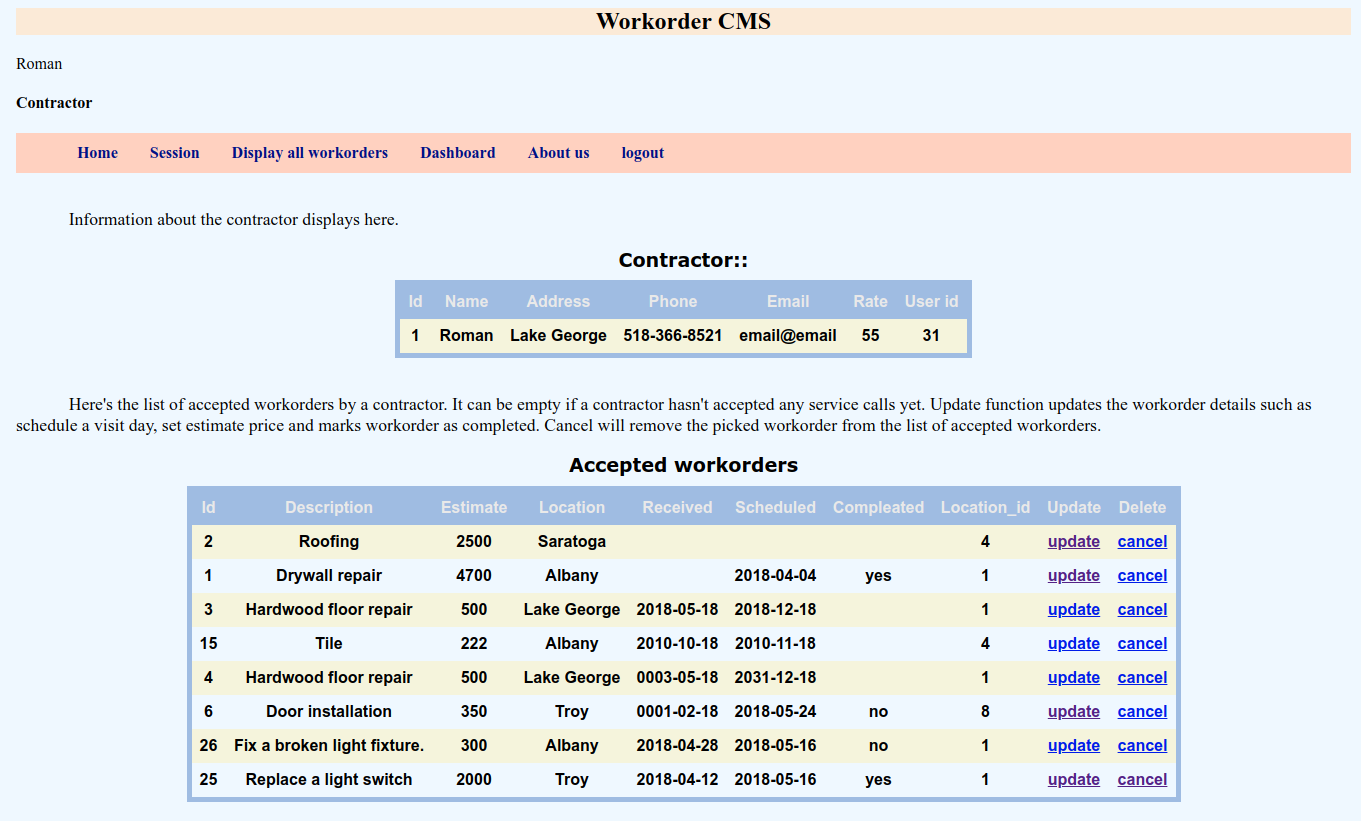 Workorder CMS
Roman
Contractor
Home Session Display all workorders Dashboard About us logout
Information about the contractor displays here.
Contractor::
Id Name Address Phone Email Rate User id
1 Roman Lake George 518-366-8521 email@email 55 31
Here's the list of accepted workorders by a contractor. It can be empty if a contractor hasn't accepted any service calls yet. Update function updates the workorder details such as
schedule a visit day, set estimate price and marks workorder as completed. Cancel will remove the picked workorder from the list of accepted workorders.
Accepted workorders
Id Description Estimate Location Received Scheduled Compleated Location_id Update Delete
2 Roofing 2500 Saratoga 4 update cancel
1 Drywall repair 4700 Albany 2018-04-04 yes 1 update cancel
3 Hardwood floor repair 500 Lake George 2018-05-18 2018-12-18 1 update cancel
15 Tile 222 Albany 2010-10-18 2010-11-18 4 update cancel
4 Hardwood floor repair 500 Lake George 0003-05-18 2031-12-18 1 update cancel
6 Door installation 350 Troy 0001-02-18 2018-05-24 no 8 update cancel
26 Fix a broken light fixture. 300 Albany 2018-04-28 2018-05-16 no 1 update cancel
25 Replace a light switch 2000 Troy 2018-04-12 2018-05-16 yes 1 update cancel